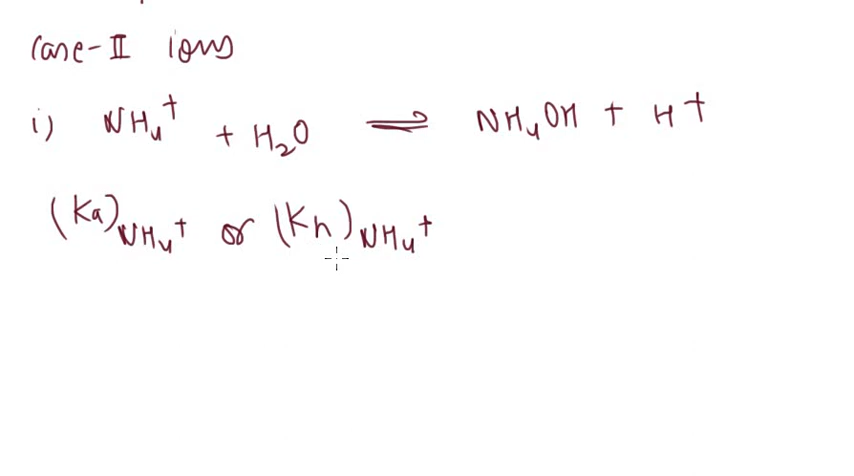 Case-II ions
i) NH₄⁺ + H₂O ⇌ NH₄OH + H⁺
(Ka)NH₄⁺ or (Kh)NH₄⁺